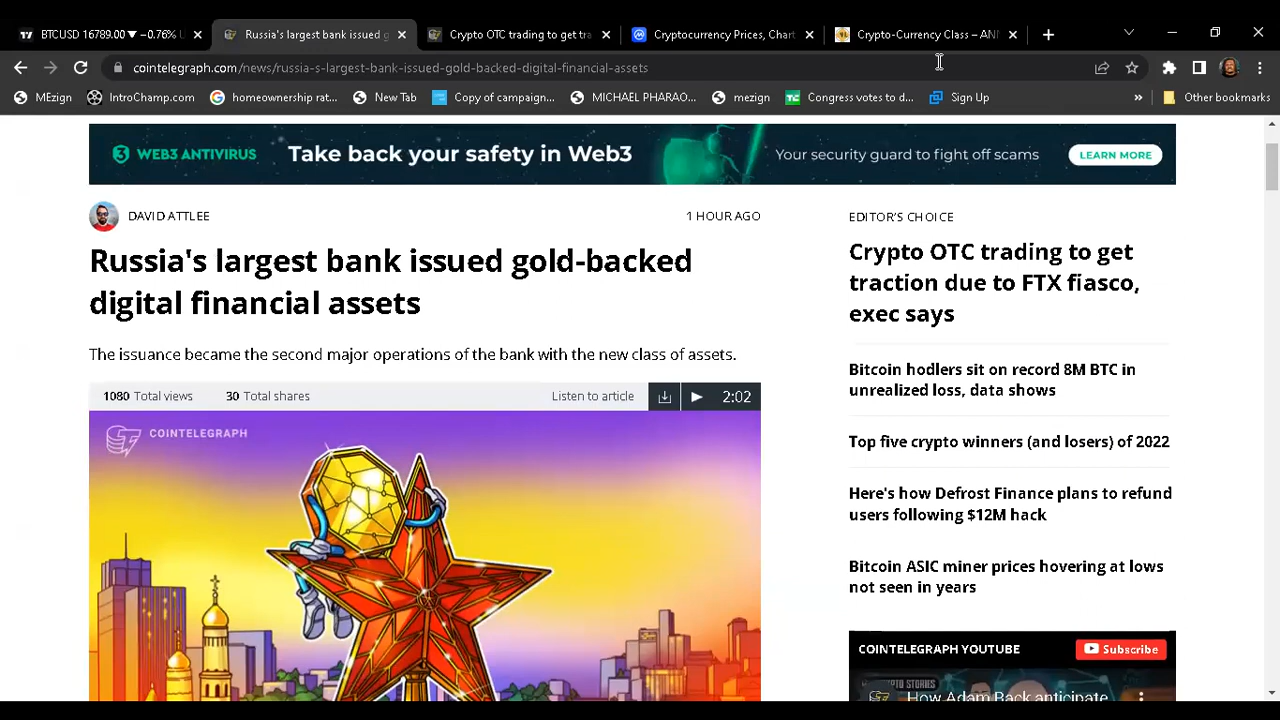 BTCUSD 16789.00 ▼ −0.76% U
Russia's largest bank issued g
Crypto OTC trading to get tra
Cryptocurrency Prices, Chart
Crypto-Currency Class – AN
cointelegraph.com/news/russia-s-largest-bank-issued-gold-backed-digital-financial-assets
MEzign
IntroChamp.com
homeownership rat...
New Tab
Copy of campaign...
MICHAEL PHARAO...
mezign
Congress votes to d...
Sign Up
»
Other bookmarks
WEB3 ANTIVIRUS
Take back your safety in Web3
Your security guard to fight off scams
LEARN MORE
DAVID ATTLEE
1 HOUR AGO
Russia's largest bank issued gold-backed
digital financial assets
The issuance became the second major operations of the bank with the new class of assets.
1080 Total views
30 Total shares
Listen to article
2:02
COINTELEGRAPH
EDITOR'S CHOICE
Crypto OTC trading to get
traction due to FTX fiasco,
exec says
Bitcoin hodlers sit on record 8M BTC in
unrealized loss, data shows
Top five crypto winners (and losers) of 2022
Here's how Defrost Finance plans to refund
users following $12M hack
Bitcoin ASIC miner prices hovering at lows
not seen in years
COINTELEGRAPH YOUTUBE
Subscribe
CRYPTO STORIES
How Adam Back anticipate